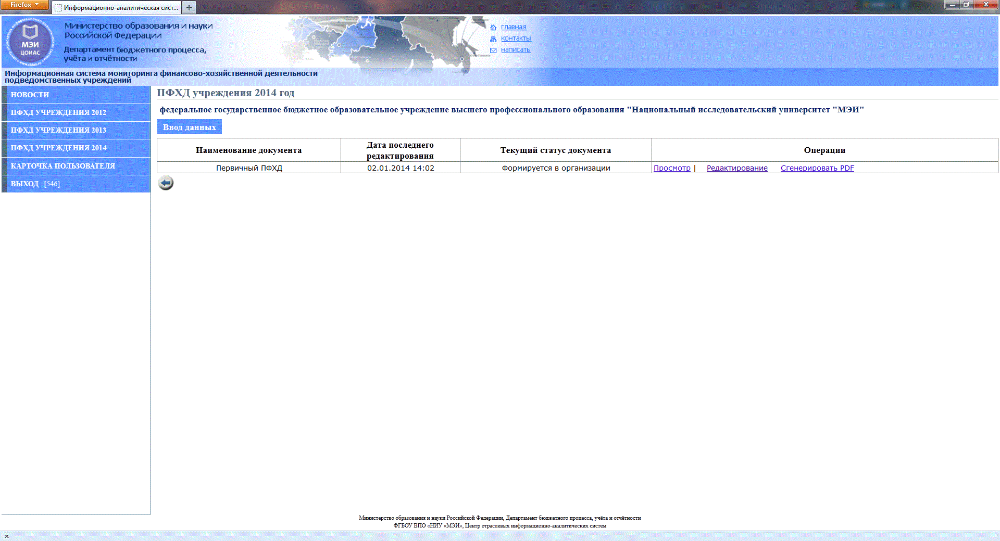 Firefox
Информационно-аналитическая сист...
МЭИ
ЦОИАС
Министерство образования и науки
Российской Федерации
Департамент бюджетного процесса,
учёта и отчётности
главная
контакты
написать
Информационная система мониторинга финансово-хозяйственной деятельности
подведомственных учреждений
НОВОСТИ
ПФХД УЧРЕЖДЕНИЯ 2012
ПФХД УЧРЕЖДЕНИЯ 2013
ПФХД УЧРЕЖДЕНИЯ 2014
КАРТОЧКА ПОЛЬЗОВАТЕЛЯ
ВЫХОД [546]
ПФХД учреждения 2014 год
федеральное государственное бюджетное образовательное учреждение высшего профессионального образования "Национальный исследовательский университет "МЭИ"
Ввод данных
Наименование документа
Дата последнего
редактирования
Текущий статус документа
Операции
Первичный ПФХД
02.01.2014 14:02
Формируется в организации
Просмотр | Редактирование Сгенерировать PDF
Министерство образования и науки Российской Федерации, Департамент бюджетного процесса, учёта и отчётности
ФГБОУ ВПО «НИУ «МЭИ», Центр отраслевых информационно-аналитических систем